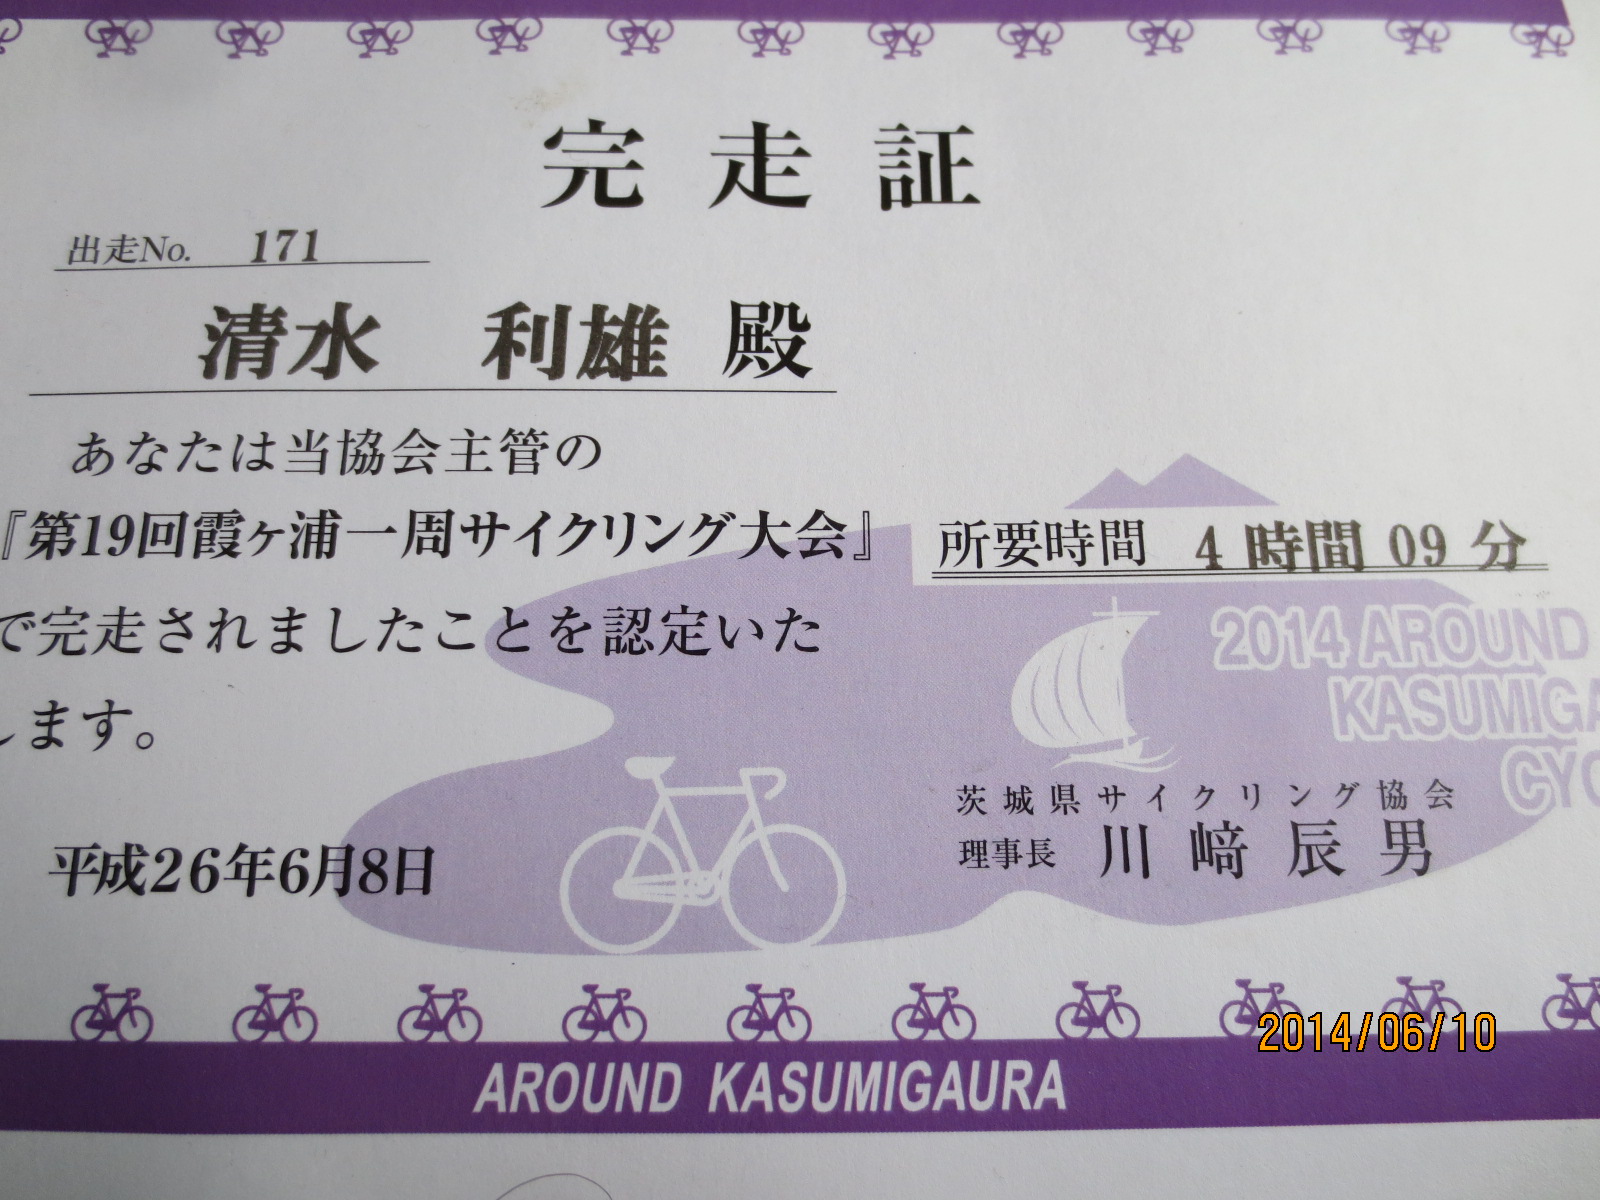 完走証
出走No. 171
清水 利雄 殿
あなたは当協会主管の
『第19回霞ヶ浦一周サイクリング大会』
で完走されましたことを認定いた
します。
所要時間 4 時間 09 分
2014 AROUND
KASUMIGA
CYC
茨城県サイクリング協会
理事長 川﨑辰男
平成26年6月8日
2014/06/10
AROUND KASUMIGAURA